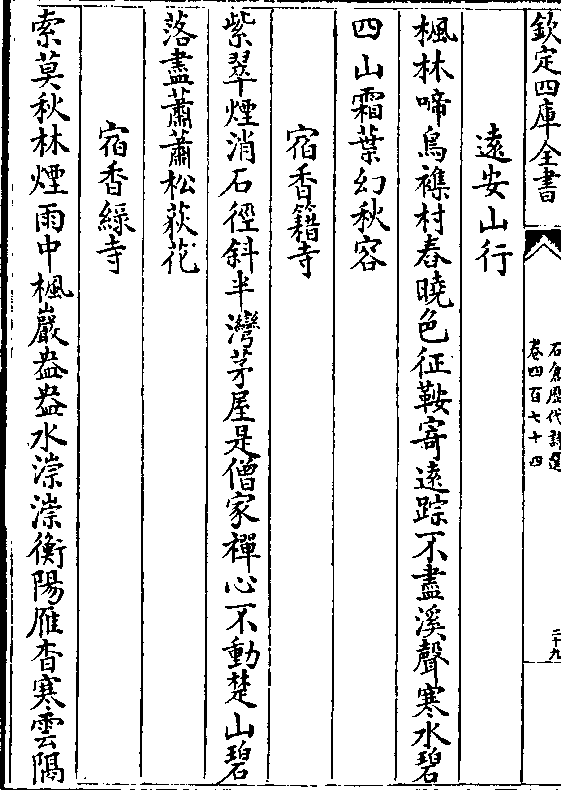 欽定四庫全書
石倉歷代詩選
卷四百七十四
二十九
遠安山行
楓林啼鳥襍村舂曉色征鞍寄遠踪不盡溪聲寒水碧
四山霜葉幻秋容
宿香籍寺
紫翠煙消石徑斜半灣茅屋是僧家禪心不動楚山碧
落盡蕭蕭松荻花
宿香緑寺
索莫秋林煙雨中楓巖盎盎水淙淙衡陽雁杳寒雲隔